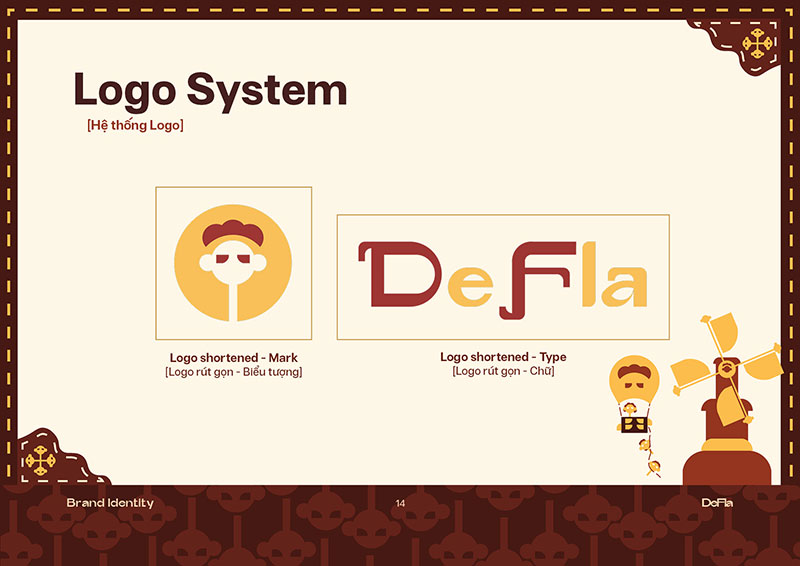 Logo System
[Hệ thống Logo]
DeFla
Logo shortened - Mark
[Logo rút gọn - Biểu tượng]
Logo shortened - Type
[Logo rút gọn - Chữ]
Brand Identity
14
DeFla